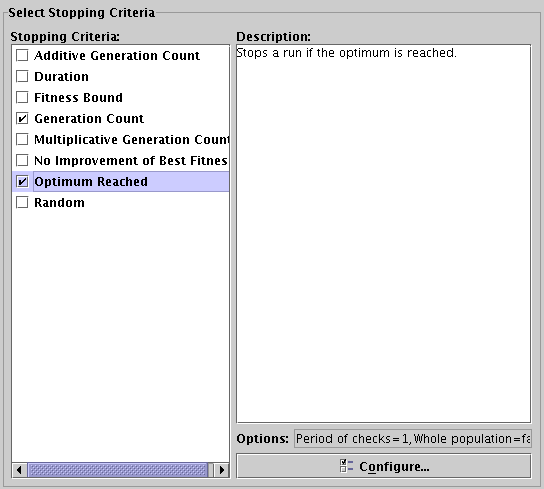 Select Stopping Criteria
Stopping Criteria:
Additive Generation Count
Duration
Fitness Bound
Generation Count
Multiplicative Generation Count
No Improvement of Best Fitnes
Optimum Reached
Random
Description:
Stops a run if the optimum is reached.
Options: Period of checks=1,Whole population=fa
Configure...